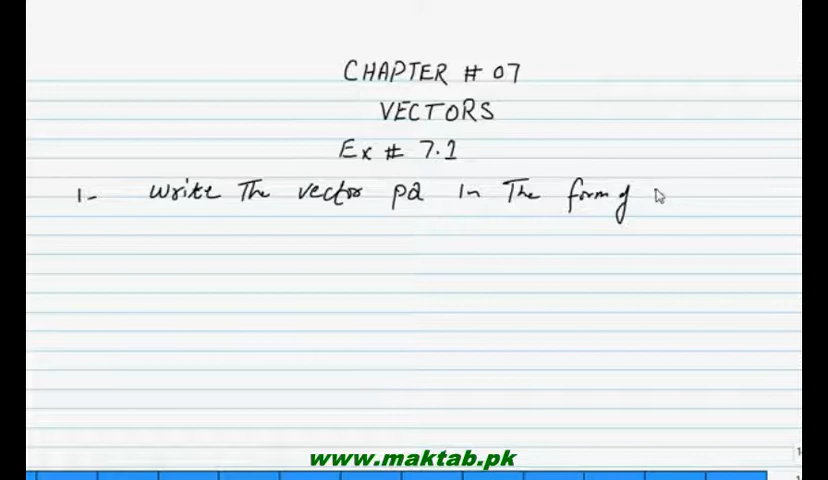 CHAPTER # 07
VECTORS
Ex # 7.1
1- write The vector PQ In The form of
www.maktab.pk